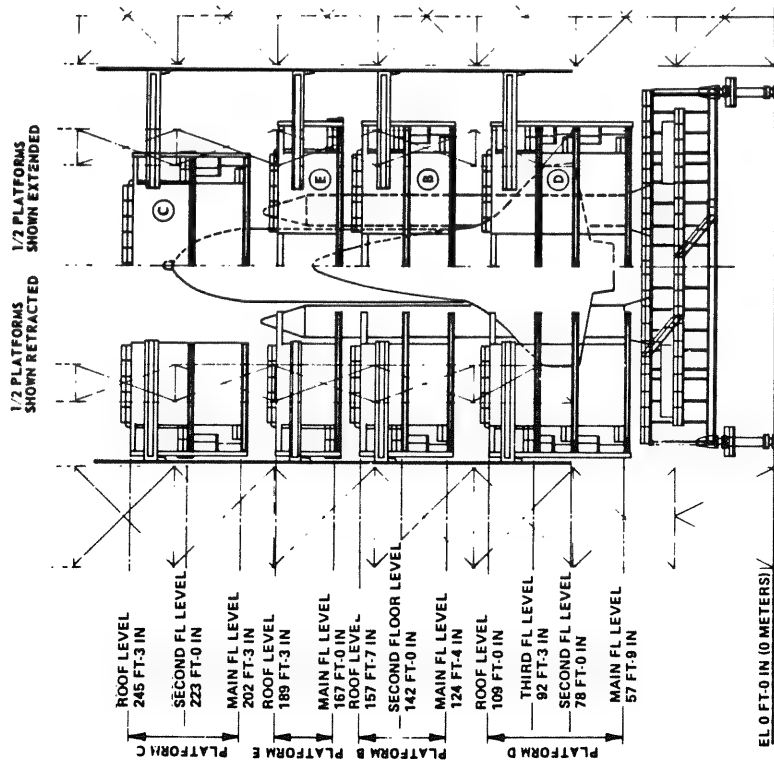 1/2 PLATFORMS
SHOWN RETRACTED
1/2 PLATFORMS
SHOWN EXTENDED
C
E
B
D
ROOF LEVEL
245 FT-3 IN
SECOND FL LEVEL
223 FT-0 IN
MAIN FL LEVEL
202 FT-3 IN
ROOF LEVEL
189 FT-3 IN
MAIN FL LEVEL
167 FT-0 IN
ROOF LEVEL
157 FT-7 IN
SECOND FLOOR LEVEL
142 FT-0 IN
MAIN FL LEVEL
124 FT-4 IN
ROOF LEVEL
109 FT-0 IN
THIRD FL LEVEL
92 FT-3 IN
SECOND FL LEVEL
78 FT-0 IN
MAIN FL LEVEL
57 FT-9 IN
PLATFORM C
PLATFORM E
PLATFORM B
PLATFORM D
EL 0 FT-0 IN (0 METERS)